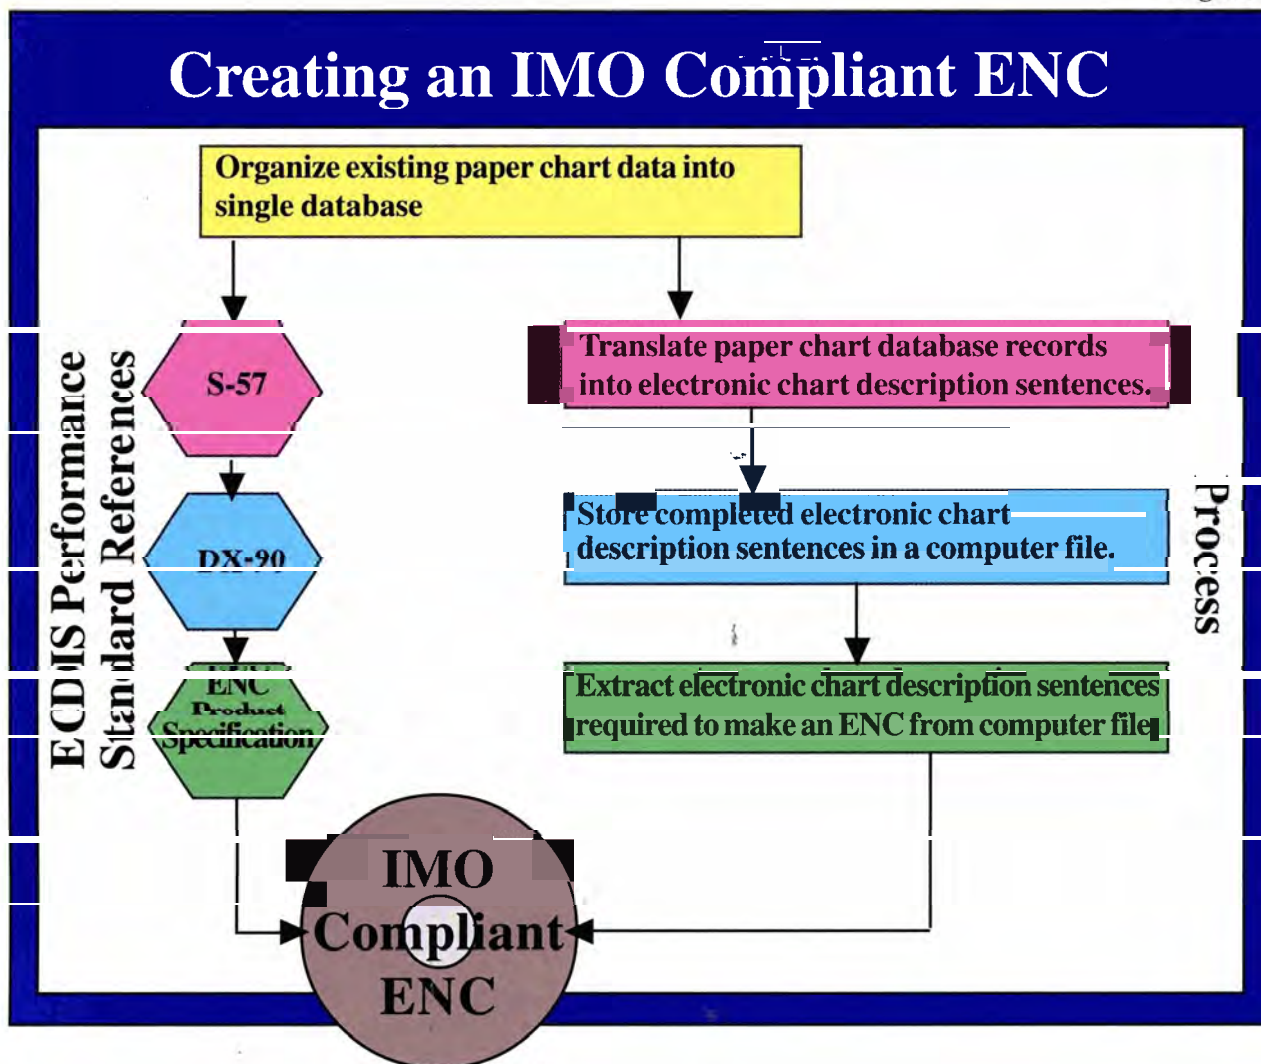 Creating an IMO Compliant ENC
Organize existing paper chart data into
single database
ECDIS Performance
Standard References
S-57
DX-90
ENC
Product
Specification
Translate paper chart database records
into electronic chart description sentences.
Store completed electronic chart
description sentences in a computer file.
Extract electronic chart description sentences
required to make an ENC from computer file
Process
IMO
Compliant
ENC